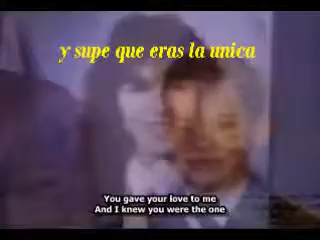 y supe que eras la unica
You gave your love to me
And I knew you were the one